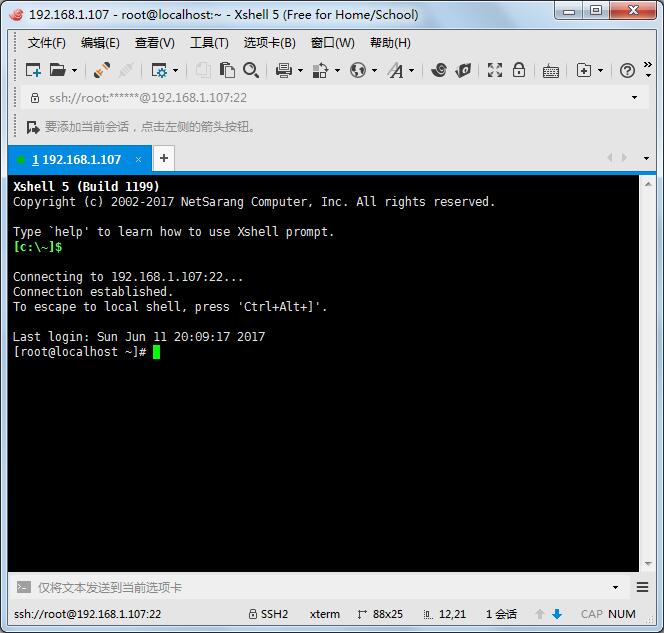 192.168.1.107 - root@localhost:~ - Xshell 5 (Free for Home/School)
文件(F) 编辑(E) 查看(V) 工具(T) 选项卡(B) 窗口(W) 帮助(H)
ssh://root:******@192.168.1.107:22
要添加当前会话，点击左侧的箭头按钮。
1 192.168.1.107 × +
Xshell 5 (Build 1199)
Copyright (c) 2002-2017 NetSarang Computer, Inc. All rights reserved.
Type `help' to learn how to use Xshell prompt.
[c:\~]$
Connecting to 192.168.1.107:22...
Connection established.
To escape to local shell, press 'Ctrl+Alt+]'.
Last login: Sun Jun 11 20:09:17 2017
[root@localhost ~]#
仅将文本发送到当前选项卡
ssh://root@192.168.1.107:22 SSH2 xterm 88x25 12,21 1 会话 CAP NUM